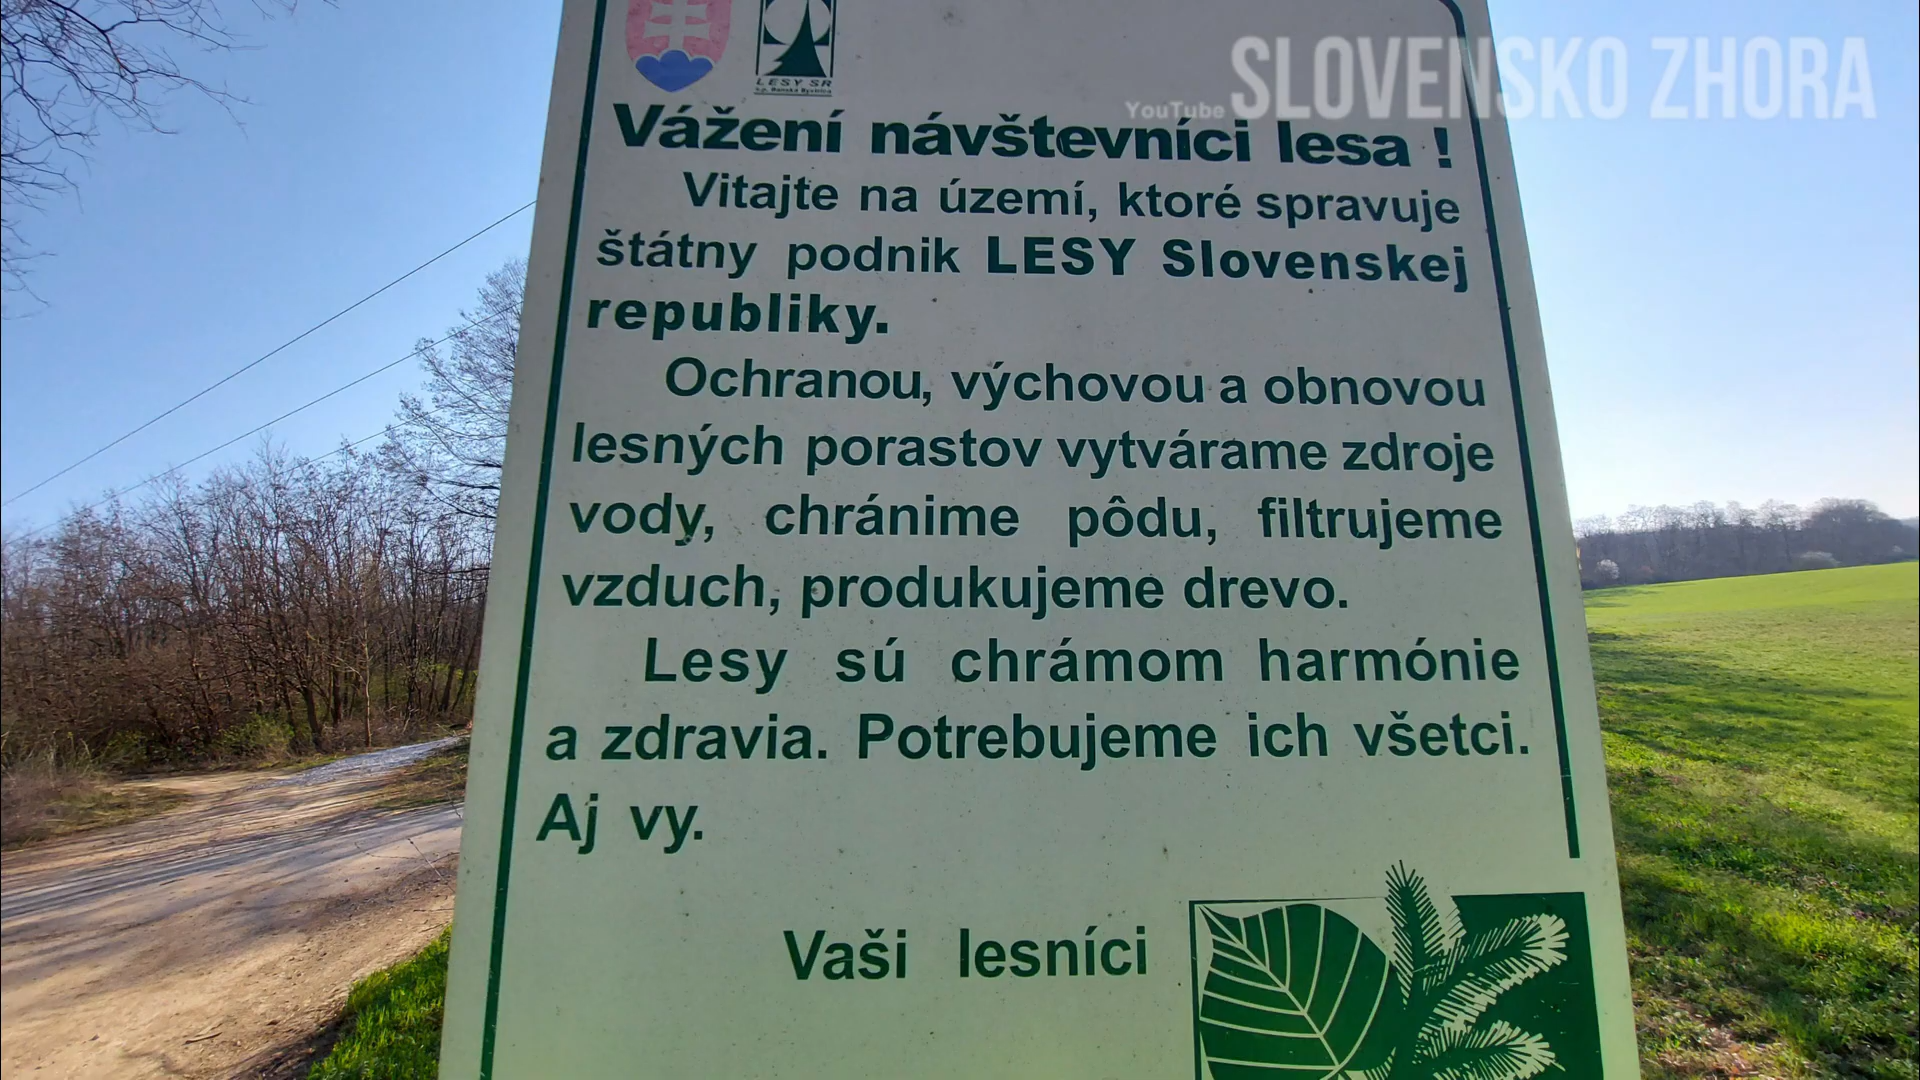 LESY SR
š.p. Banská Bystrica
YouTube SLOVENSKO ZHORA
Vážení návštevníci lesa !
Vitajte na území, ktoré spravuje
štátny podnik LESY Slovenskej
republiky.
Ochranou, výchovou a obnovou
lesných porastov vytvárame zdroje
vody, chránime pôdu, filtrujeme
vzduch, produkujeme drevo.
Lesy sú chrámom harmónie
a zdravia. Potrebujeme ich všetci.
Aj vy.
Vaši lesníci